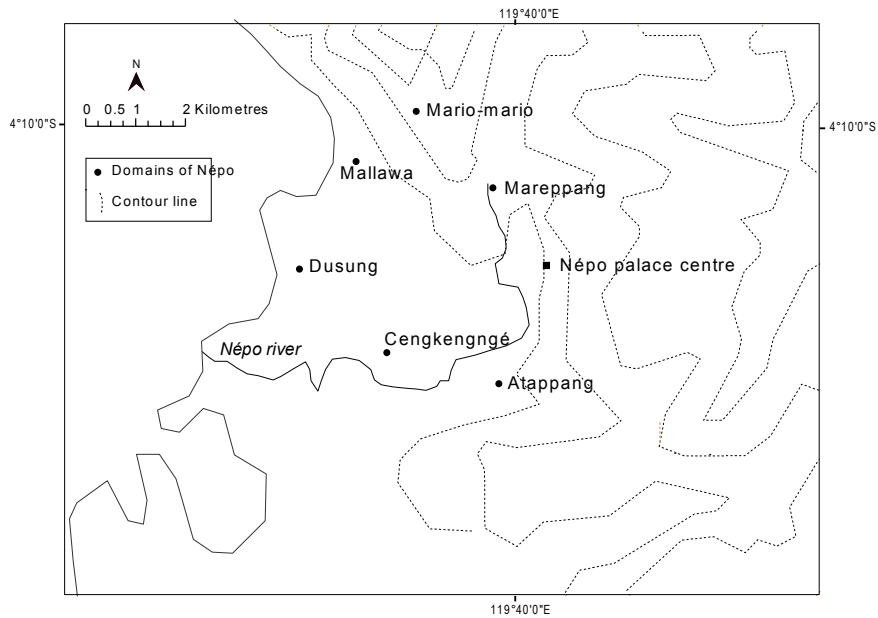 119°40'0"E
N
0 0.5 1 2 Kilometres
4°10'0"S
4°10'0"S
Mario-mario
Domains of Népo
Contour line
Mallawa
Mareppang
Dusung
Népo palace centre
Cengkengngé
Népo river
Atappang
119°40'0"E